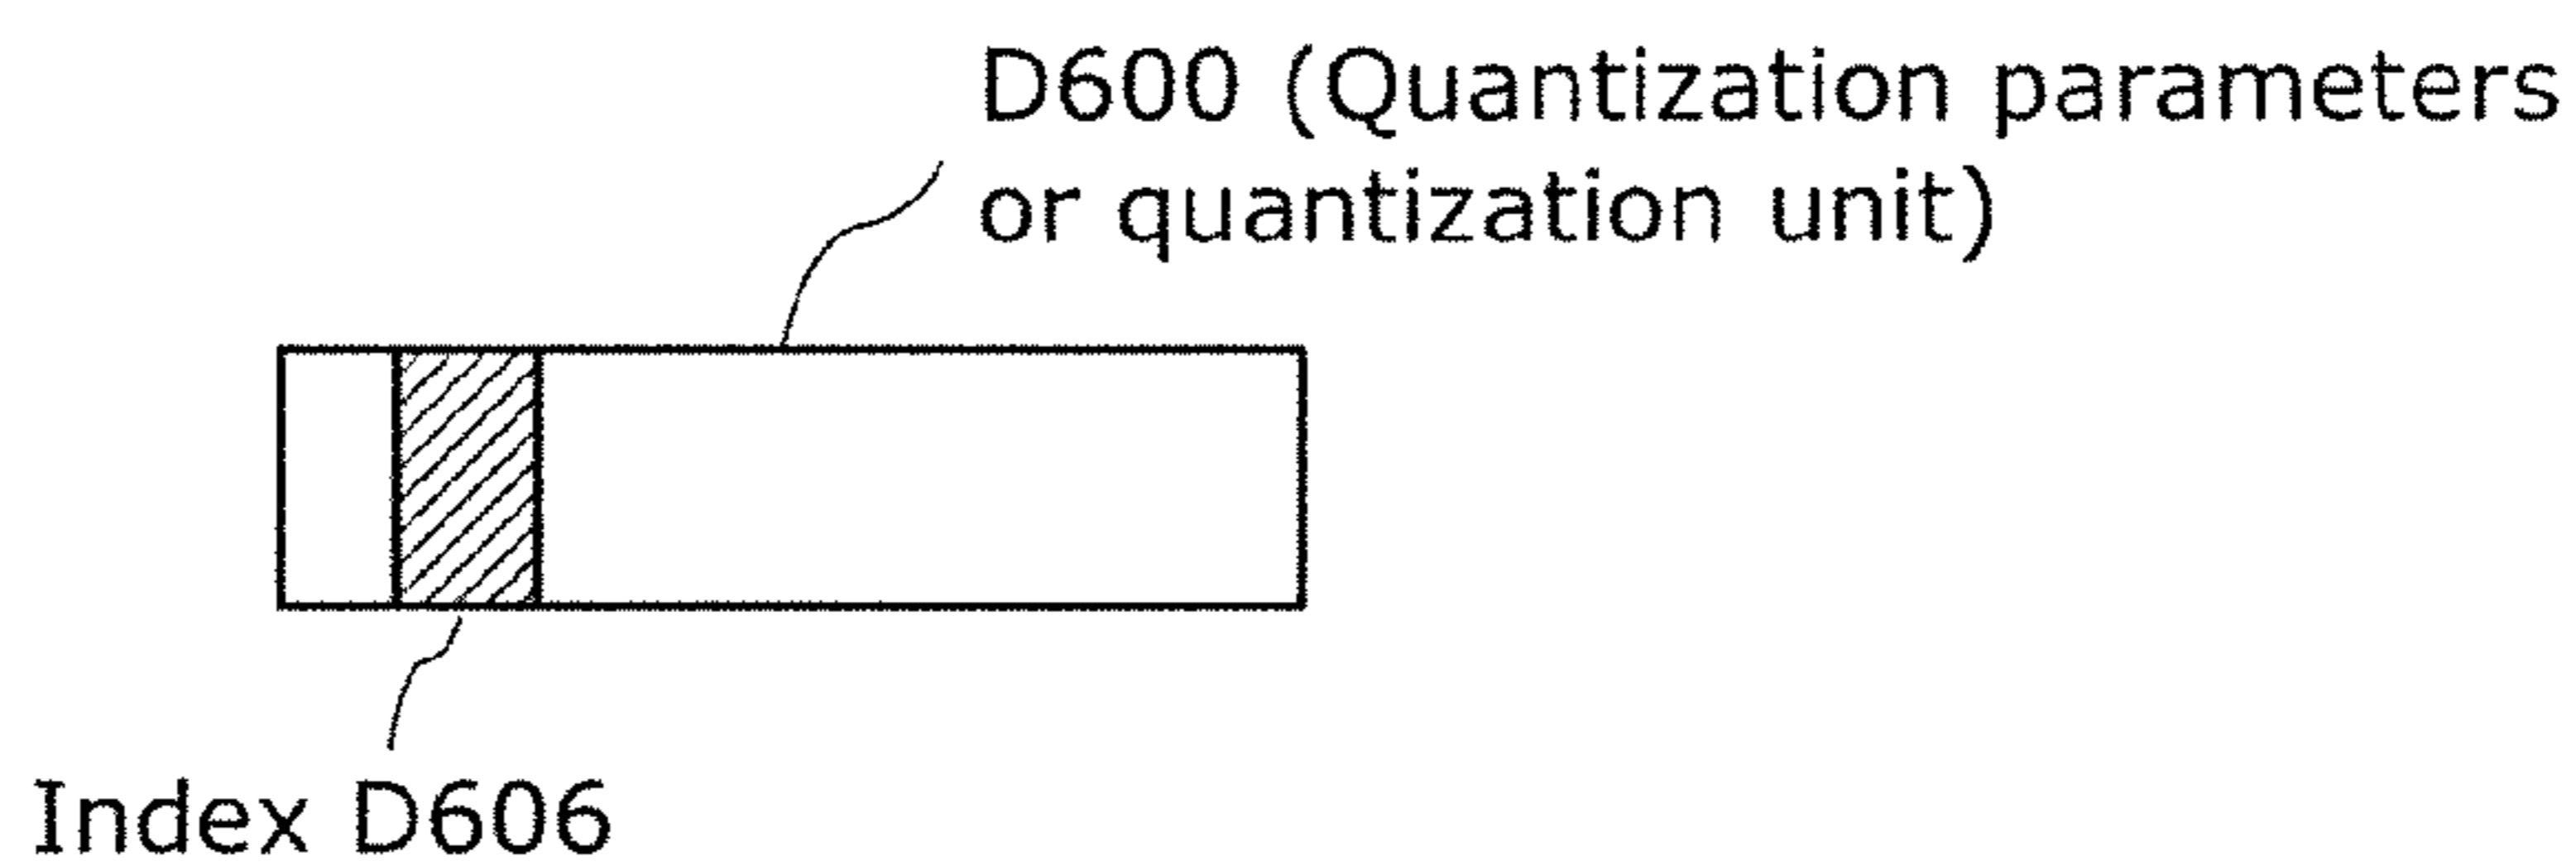 D600 (Quantization parameters
or quantization unit)
Index D606